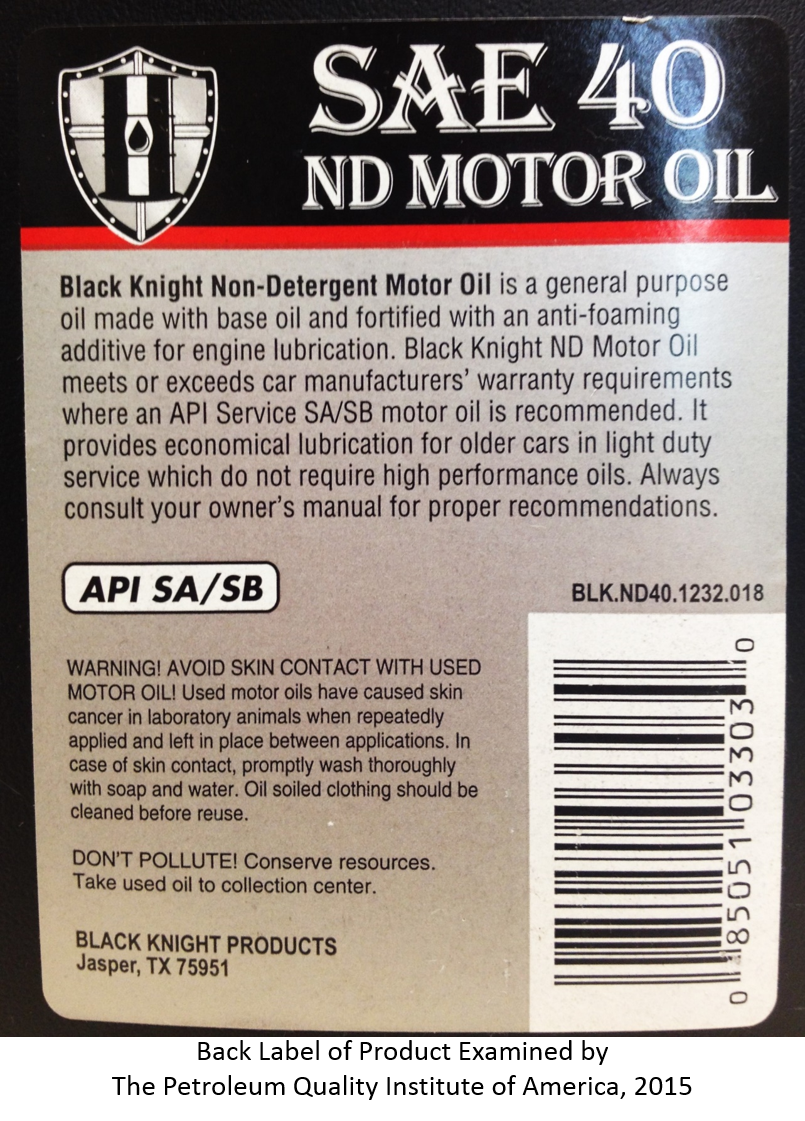 SAE 40
ND MOTOR OIL
Black Knight Non-Detergent Motor Oil is a general purpose
oil made with base oil and fortified with an anti-foaming
additive for engine lubrication. Black Knight ND Motor Oil
meets or exceeds car manufacturers' warranty requirements
where an API Service SA/SB motor oil is recommended. It
provides economical lubrication for older cars in light duty
service which do not require high performance oils. Always
consult your owner's manual for proper recommendations.
API SA/SB
BLK.ND40.1232.018
WARNING! AVOID SKIN CONTACT WITH USED
MOTOR OIL! Used motor oils have caused skin
cancer in laboratory animals when repeatedly
applied and left in place between applications. In
case of skin contact, promptly wash thoroughly
with soap and water. Oil soiled clothing should be
cleaned before reuse.
DON'T POLLUTE! Conserve resources.
Take used oil to collection center.
BLACK KNIGHT PRODUCTS
Jasper, TX 75951
0 85051 03303 0
Back Label of Product Examined by
The Petroleum Quality Institute of America, 2015